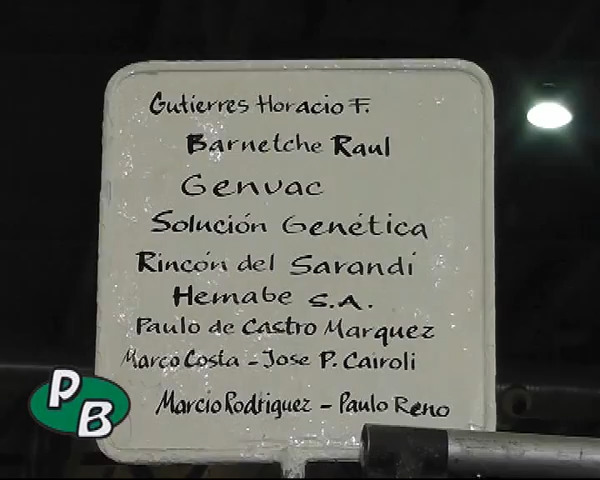 Gutierres Horacio F.
Barnetche Raul
Genvac
Solución Genética
Rincón del Sarandí
Hemabe S.A.
Paulo de Castro Marquez
Marco Costa - Jose P. Cairoli
Marcio Rodriguez - Paulo Reno
PB